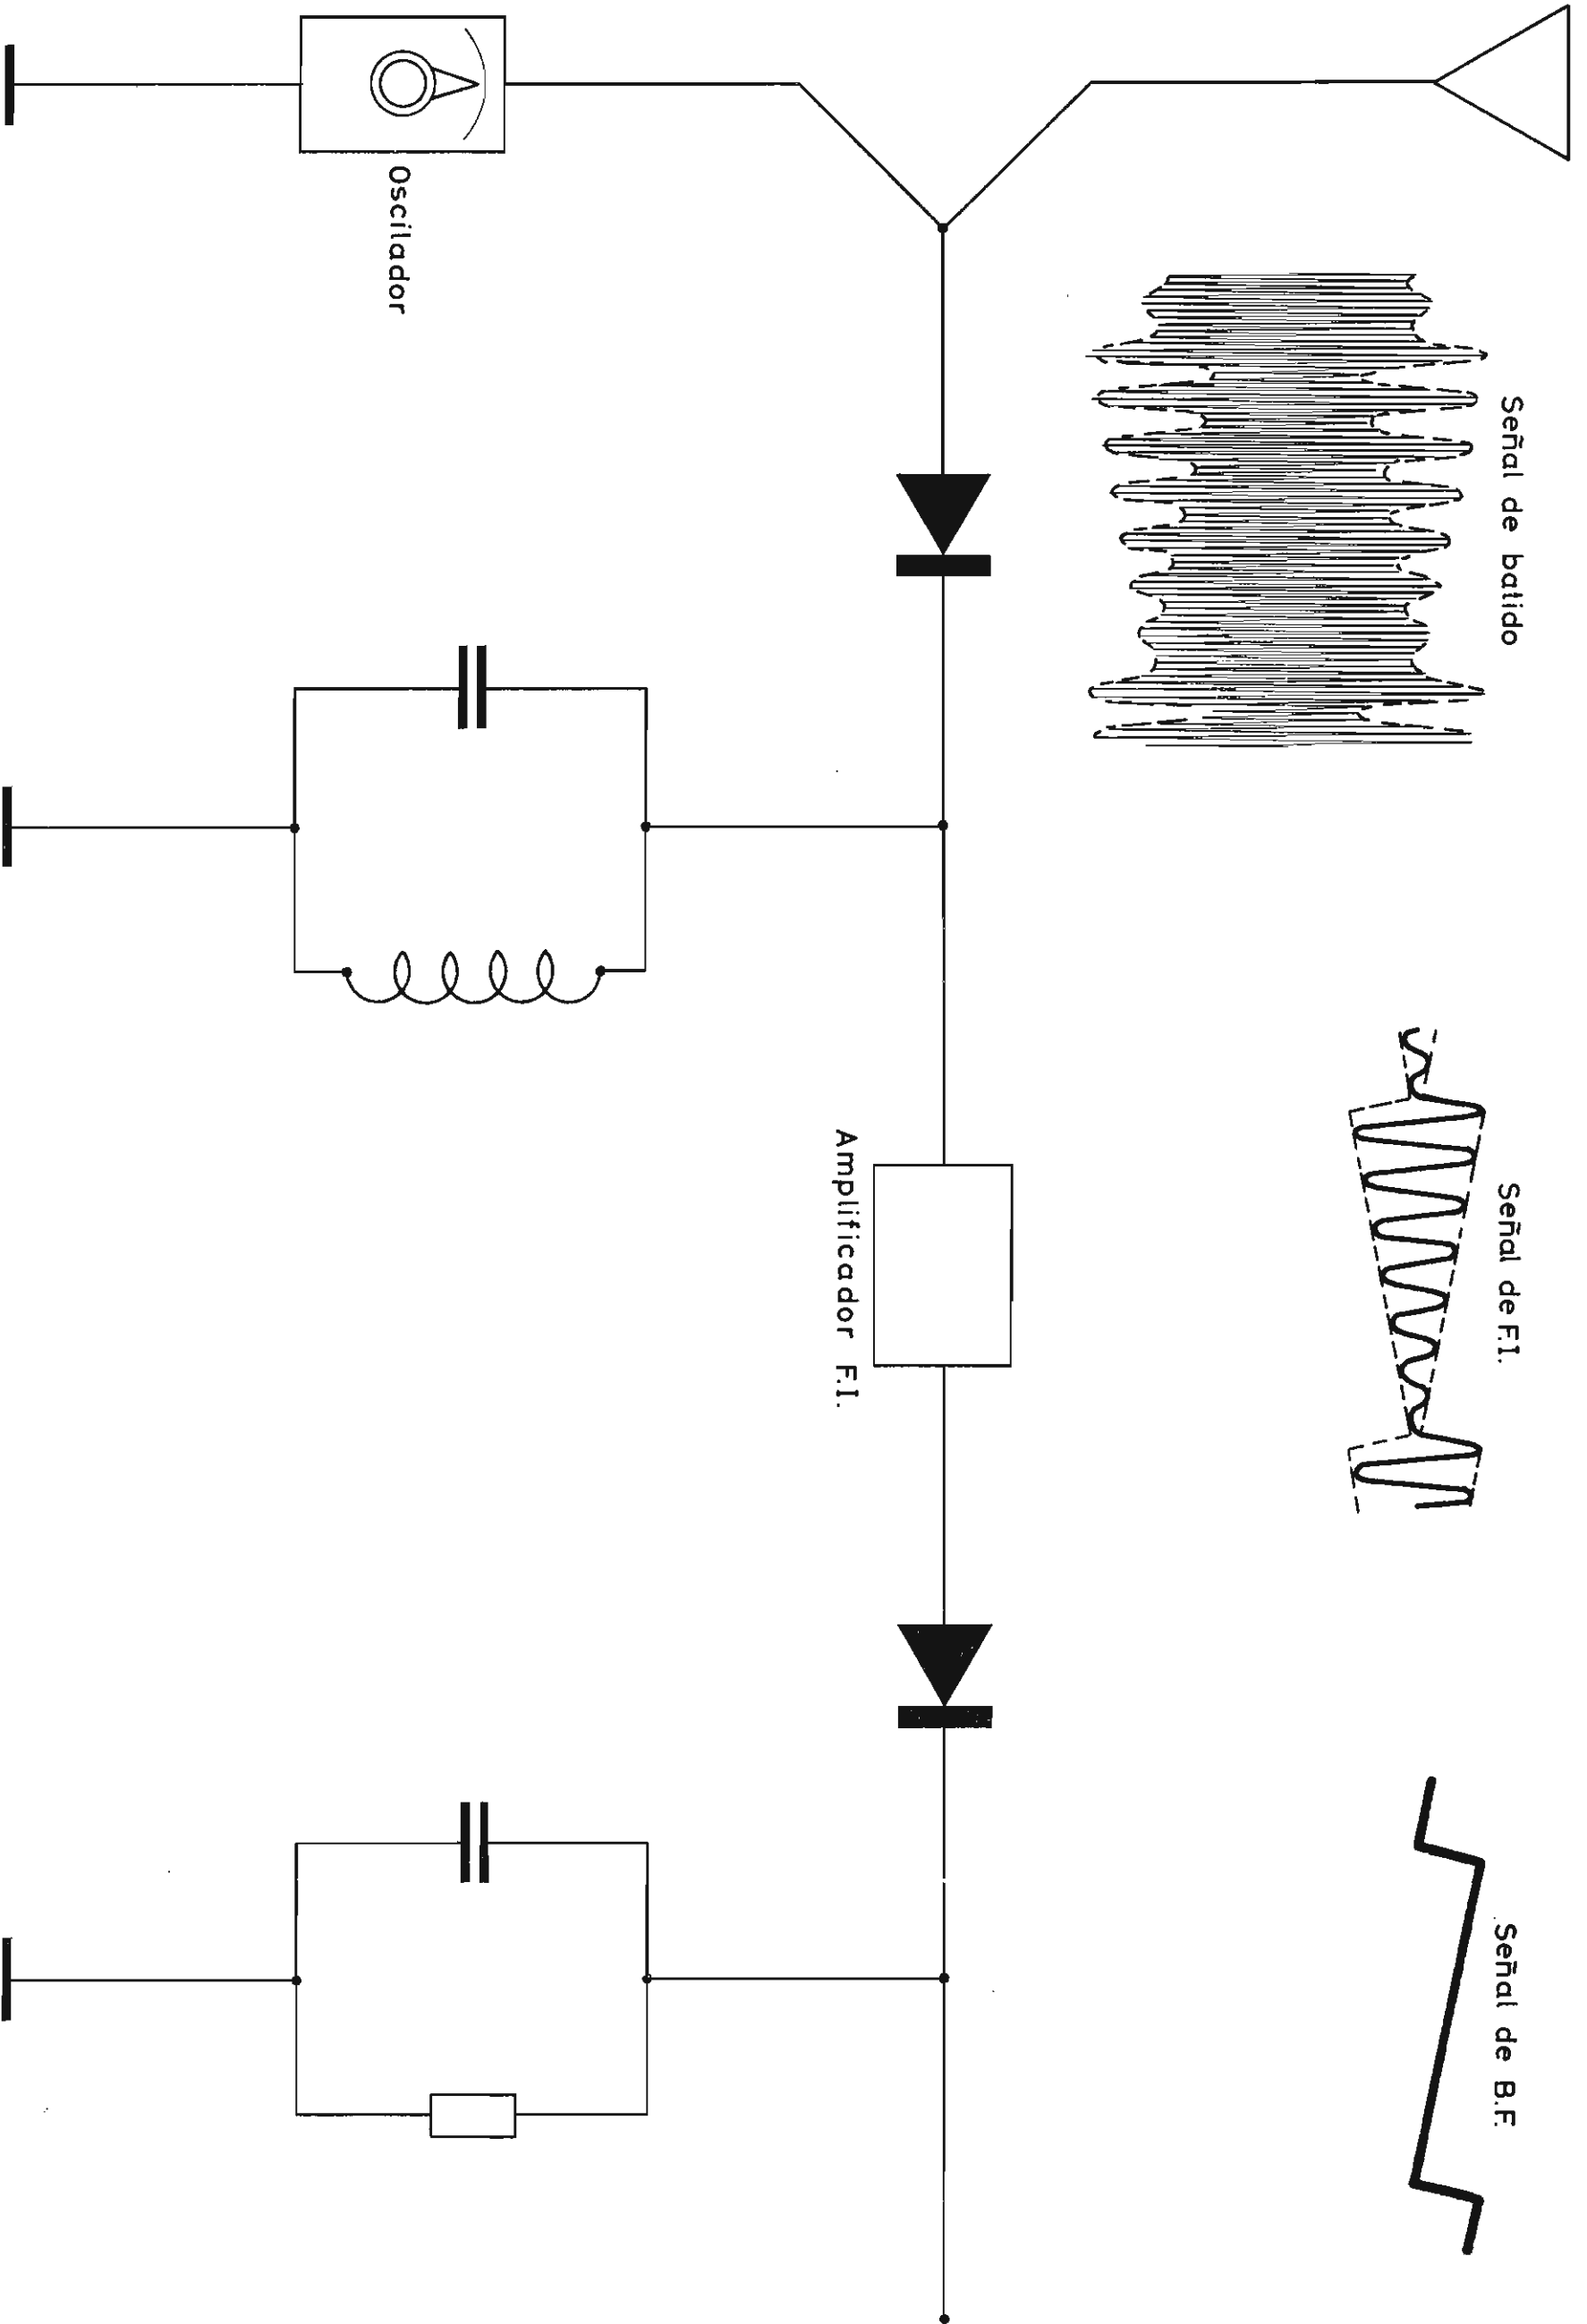 Señal de batido
Señal de F.I.
Señal de B.F.
Oscilador
Amplificador F.I.